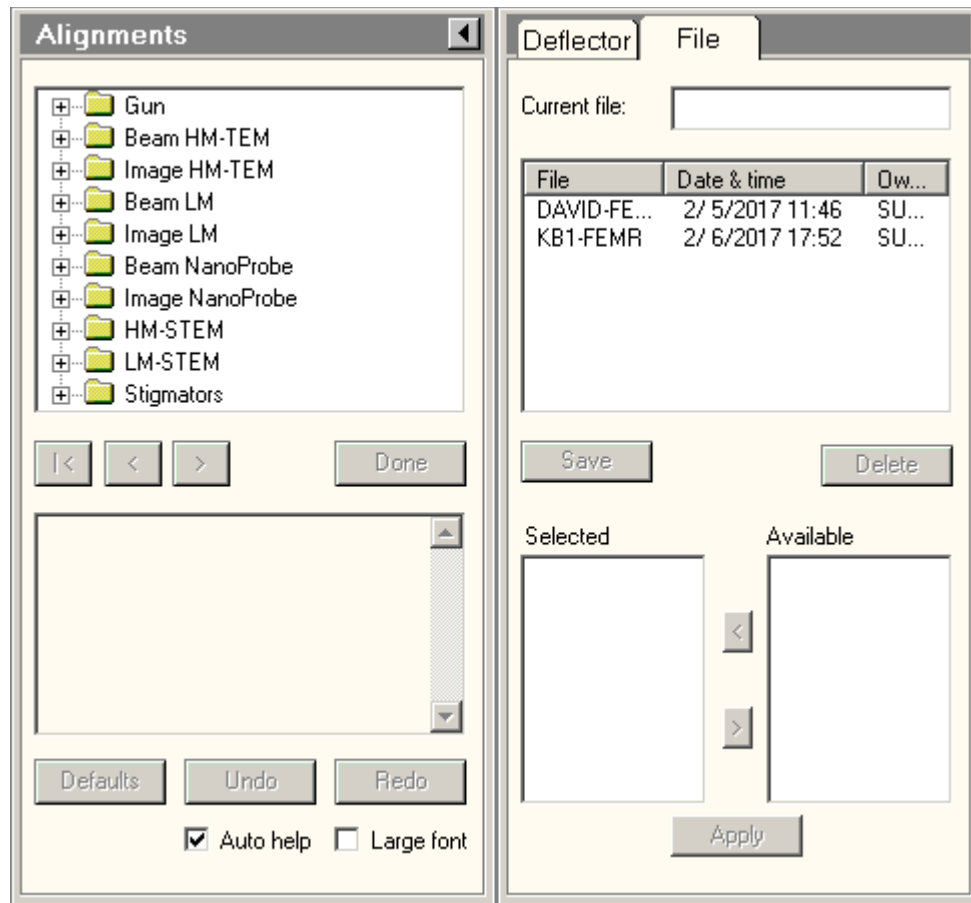 Alignments
Gun
Beam HM-TEM
Image HM-TEM
Beam LM
Image LM
Beam NanoProbe
Image NanoProbe
HM-STEM
LM-STEM
Stigmators
|< < > Done
Defaults Undo Redo
Auto help Large font
Deflector File
Current file:
File Date & time Ow...
DAVID-FE... 2/ 5/2017 11:46 SU...
KB1-FEMR 2/ 6/2017 17:52 SU...
Save Delete
Selected Available
<
>
Apply